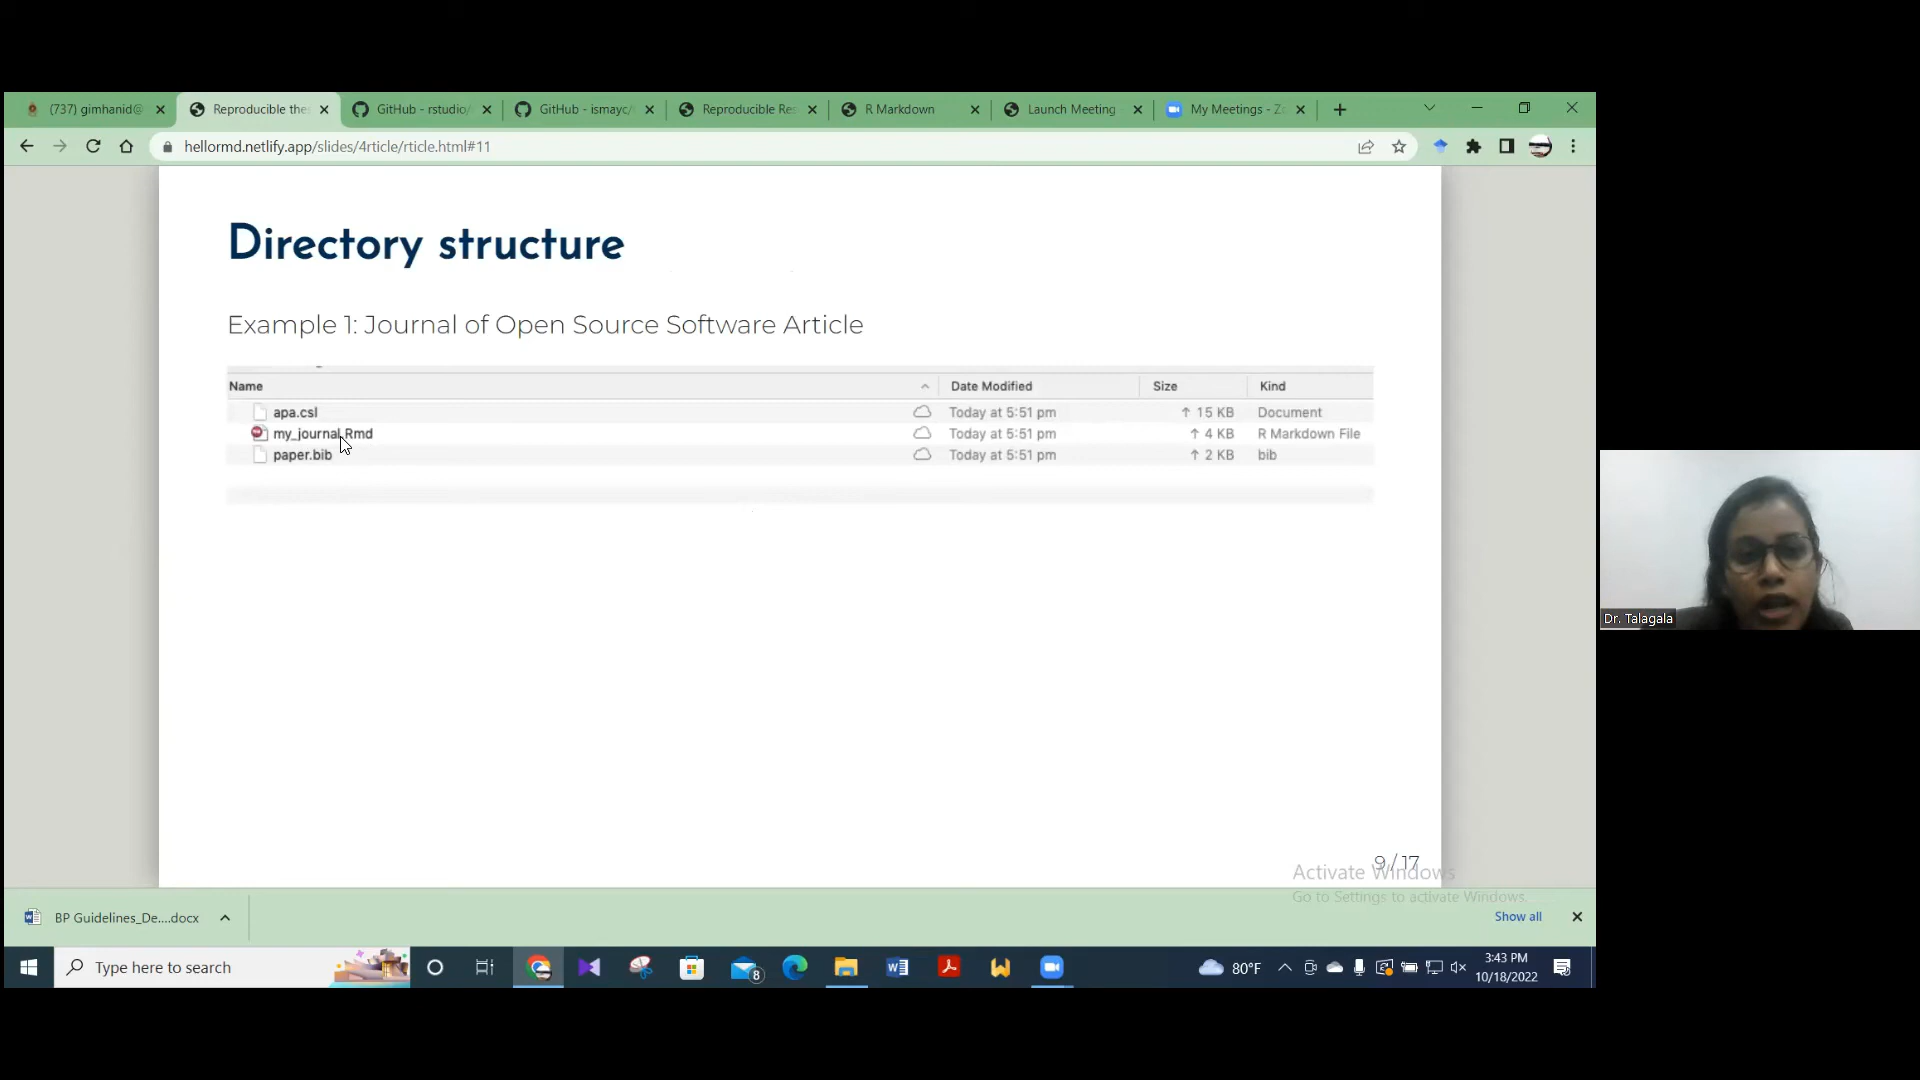 (737) gimhanid@
Reproducible the
GitHub - rstudio/
GitHub - ismayc/
Reproducible Re
R Markdown
Launch Meeting -
My Meetings - Zo
hellormd.netlify.app/slides/4rticle/rticle.html#11
Directory structure
Example 1: Journal of Open Source Software Article
Name Date Modified Size Kind
apa.csl Today at 5:51 pm ↑ 15 KB Document
my_journal.Rmd Today at 5:51 pm ↑ 4 KB R Markdown File
paper.bib Today at 5:51 pm ↑ 2 KB bib
Dr. Talagala
9 / 17
Activate Windows
Go to Settings to activate Windows.
BP Guidelines_De....docx
Show all
Type here to search
8
80°F
3:43 PM
10/18/2022